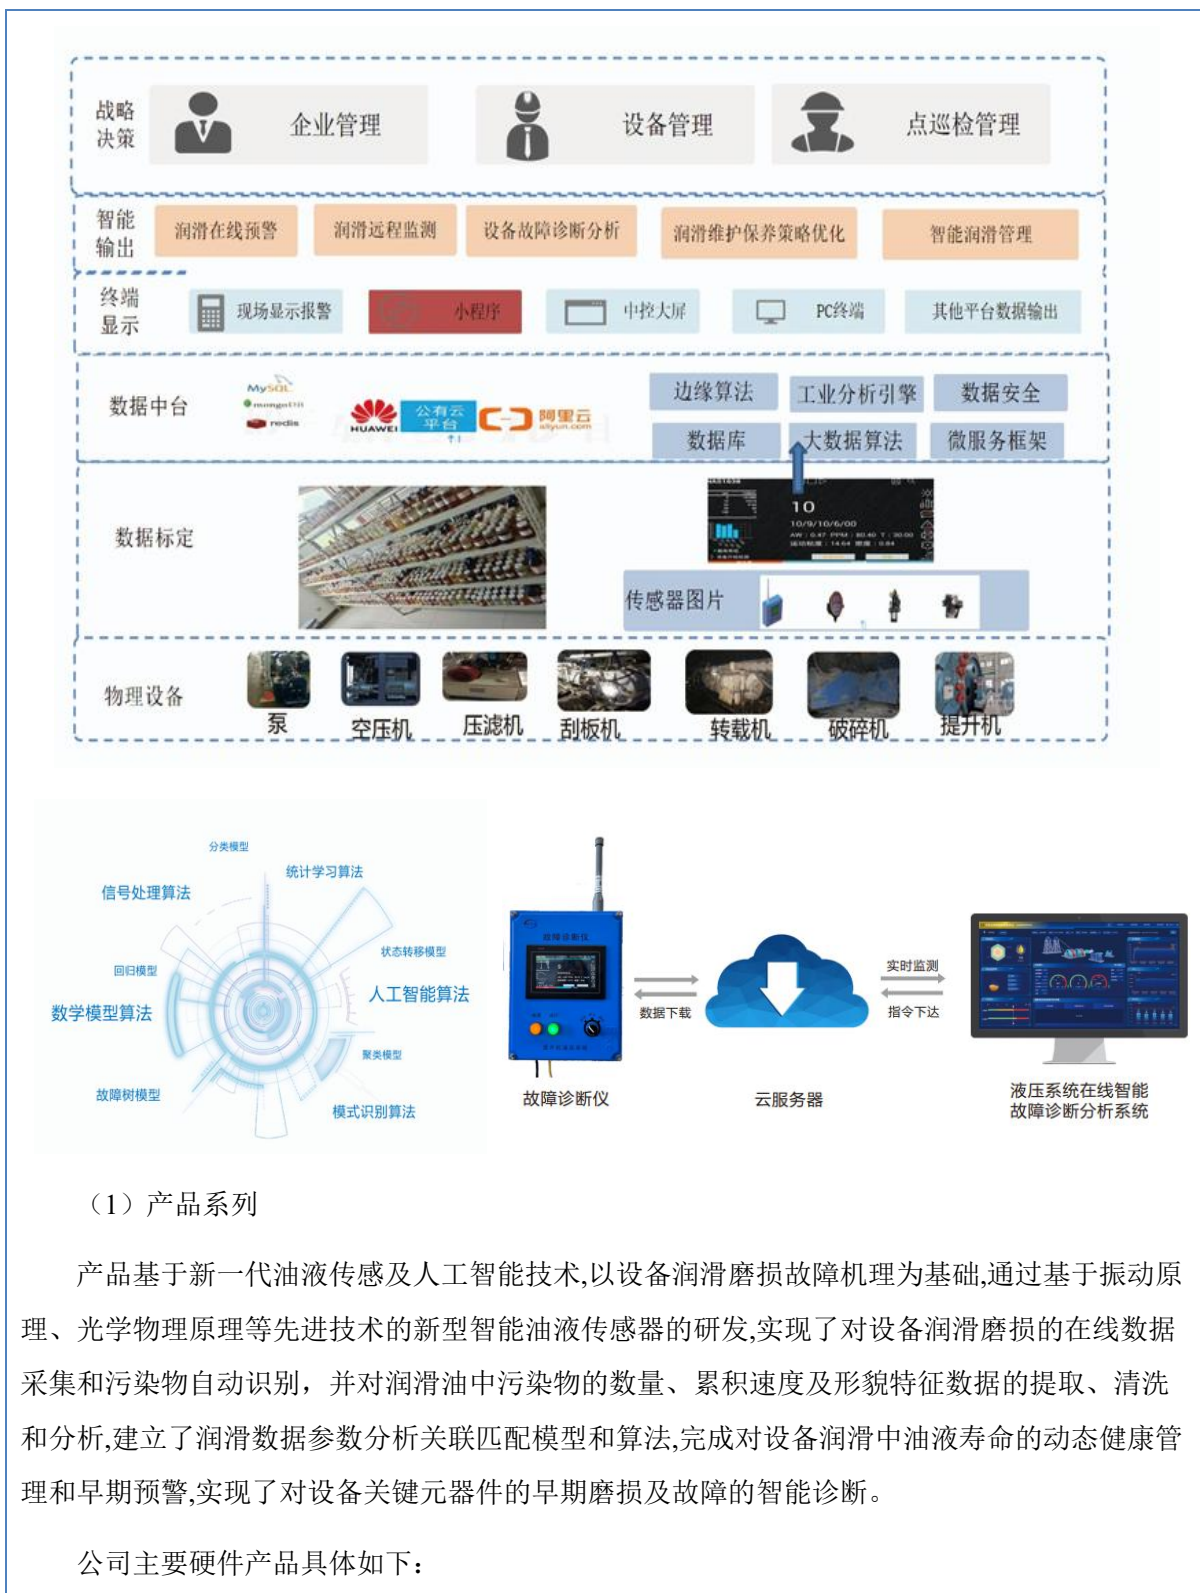 战略
决策
企业管理
设备管理
点巡检管理
智能
输出
润滑在线预警
润滑远程监测
设备故障诊断分析
润滑维护保养策略优化
智能润滑管理
终端
显示
现场显示报警
小程序
中控大屏
PC终端
其他平台数据输出
数据中台
MySQL
mongoDB
redis
HUAWEI
公有云
平台
阿里云
aliyun.com
边缘算法
工业分析引擎
数据安全
数据库
大数据算法
微服务框架
数据标定
10
10/9/10/6/00
传感器图片
物理设备
泵
空压机
压滤机
刮板机
转载机
破碎机
提升机
分类模型
统计学习算法
信号处理算法
状态转移模型
回归模型
人工智能算法
数学模型算法
聚类模型
故障树模型
模式识别算法
故障诊断仪
数据下载
实时监测
指令下达
故障诊断仪
云服务器
液压系统在线智能
故障诊断分析系统
（1）产品系列
产品基于新一代油液传感及人工智能技术,以设备润滑磨损故障机理为基础,通过基于振动原
理、光学物理原理等先进技术的新型智能油液传感器的研发,实现了对设备润滑磨损的在线数据
采集和污染物自动识别，并对润滑油中污染物的数量、累积速度及形貌特征数据的提取、清洗
和分析,建立了润滑数据参数分析关联匹配模型和算法,完成对设备润滑中油液寿命的动态健康管
理和早期预警,实现了对设备关键元器件的早期磨损及故障的智能诊断。
公司主要硬件产品具体如下：